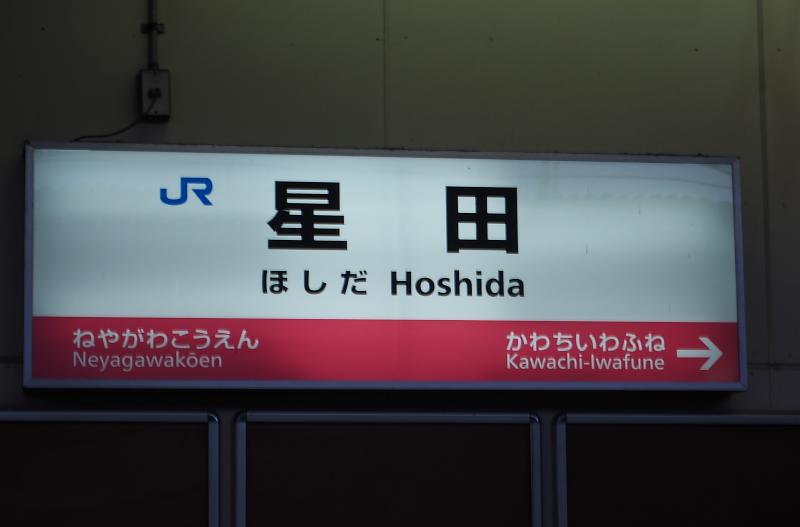 JR 星田
ほしだ Hoshida
ねやがわこうえん
Neyagawakōen
かわちいわふね →
Kawachi-Iwafune